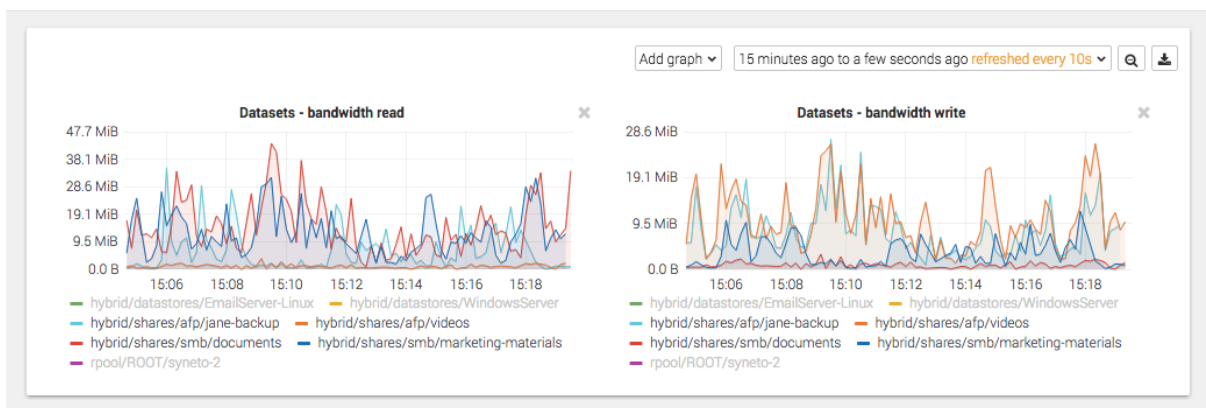 Add graph 15 minutes ago to a few seconds ago refreshed every 10s
Datasets - bandwidth read
47.7 MiB
38.1 MiB
28.6 MiB
19.1 MiB
9.5 MiB
0.0 B
15:06 15:08 15:10 15:12 15:14 15:16 15:18
hybrid/datastores/EmailServer-Linux hybrid/datastores/WindowsServer
hybrid/shares/afp/jane-backup hybrid/shares/afp/videos
hybrid/shares/smb/documents hybrid/shares/smb/marketing-materials
rpool/ROOT/syneto-2
Datasets - bandwidth write
28.6 MiB
19.1 MiB
9.5 MiB
0.0 B
15:06 15:08 15:10 15:12 15:14 15:16 15:18
hybrid/datastores/EmailServer-Linux hybrid/datastores/WindowsServer
hybrid/shares/afp/jane-backup hybrid/shares/afp/videos
hybrid/shares/smb/documents hybrid/shares/smb/marketing-materials
rpool/ROOT/syneto-2